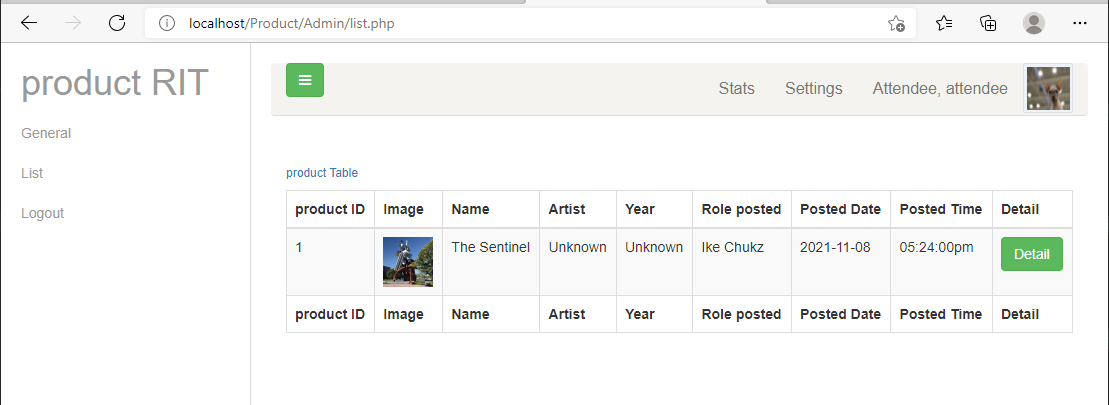 localhost/Product/Admin/list.php
product RIT
General
List
Logout
Stats Settings Attendee, attendee
product Table
product ID Image Name Artist Year Role posted Posted Date Posted Time Detail
1 The Sentinel Unknown Unknown Ike Chukz 2021-11-08 05:24:00pm Detail
product ID Image Name Artist Year Role posted Posted Date Posted Time Detail